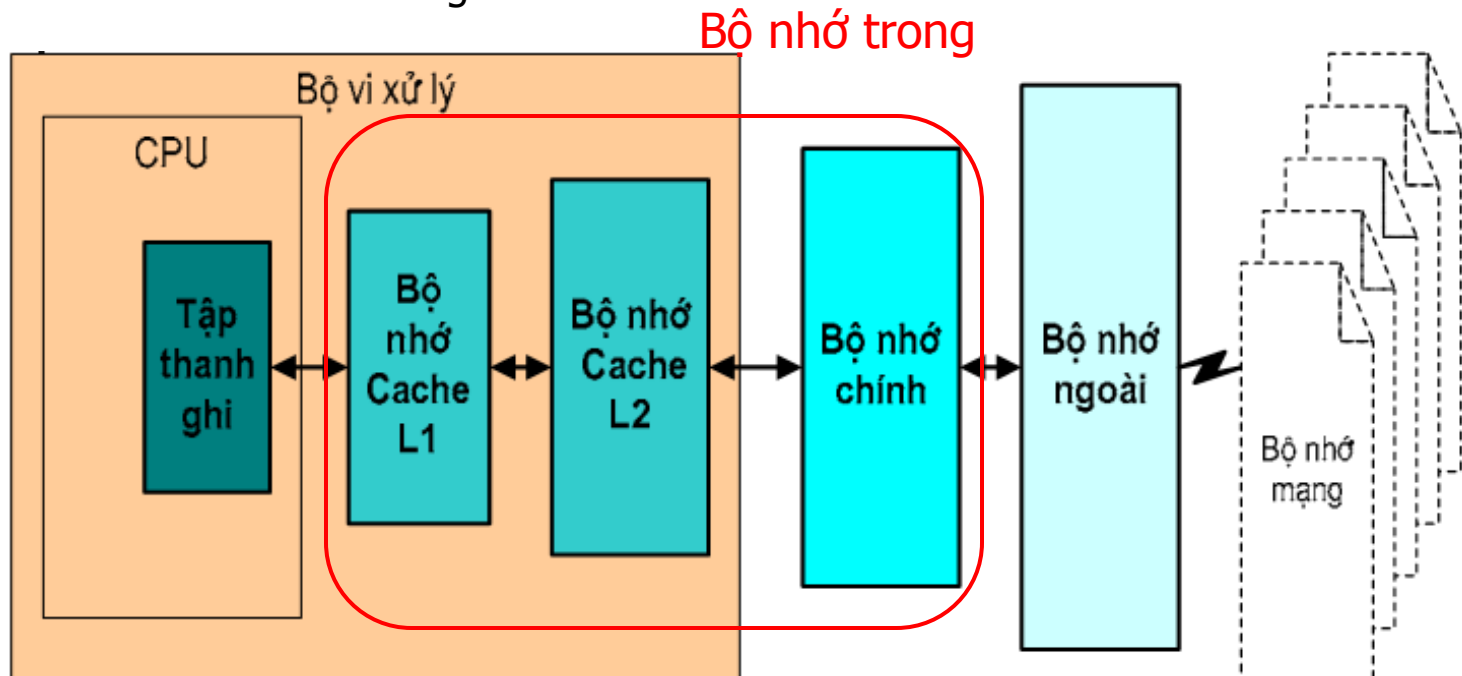 Bộ nhớ trong
Bộ vi xử lý
CPU
Tập
thanh
ghi
Bộ
nhớ
Cache
L1
Bộ nhớ
Cache
L2
Bộ nhớ
chính
Bộ nhớ
ngoài
Bộ nhớ
mạng